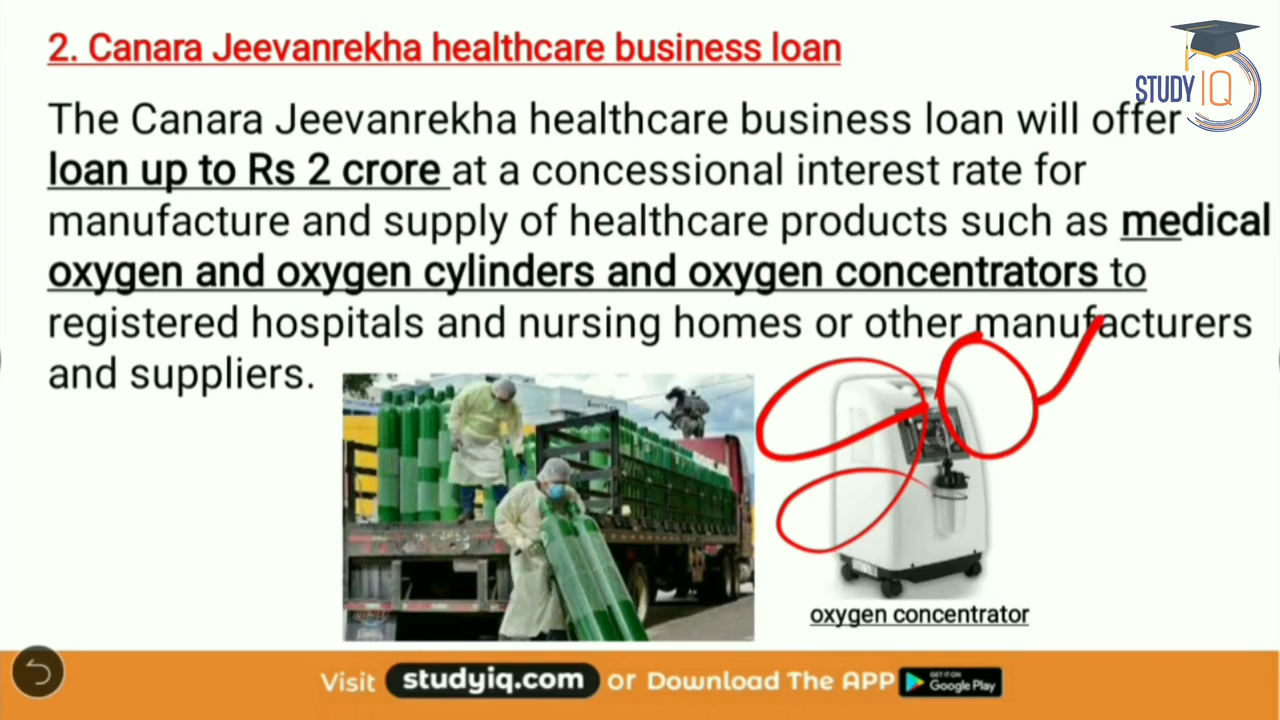 2. Canara Jeevanrekha healthcare business loan
STUDY IQ
The Canara Jeevanrekha healthcare business loan will offer
loan up to Rs 2 crore at a concessional interest rate for
manufacture and supply of healthcare products such as medical
oxygen and oxygen cylinders and oxygen concentrators to
registered hospitals and nursing homes or other manufacturers
and suppliers.
oxygen concentrator
Visit studyiq.com or Download The APP GET IT ON Google Play